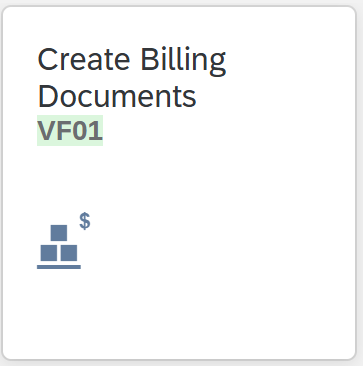 Create Billing
Documents
VF01
$